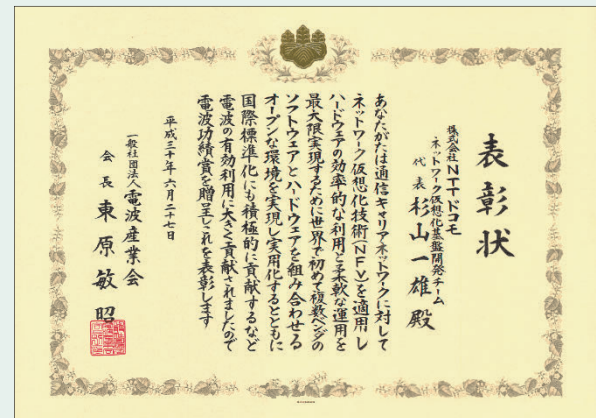 表彰状
株式会社NTTドコモ
ネットワーク仮想化基盤開発チーム
代表 杉山一雄 殿
あなたがたは通信キャリアネットワークに対して
ネットワーク仮想化技術(NFV)を適用し
ハードウェアの効率的な利用と柔軟な運用を
最大限実現するために世界で初めて複数ベンダの
ソフトウェアとハードウェアを組み合わせる
オープンな環境を実現し実用化するとともに
国際標準化にも積極的に貢献するなど
電波の有効利用に大きく貢献されましたので
電波功績賞を贈呈しこれを表彰します
平成三十年六月二十七日
一般社団法人 電波産業会
会長 東原敏昭